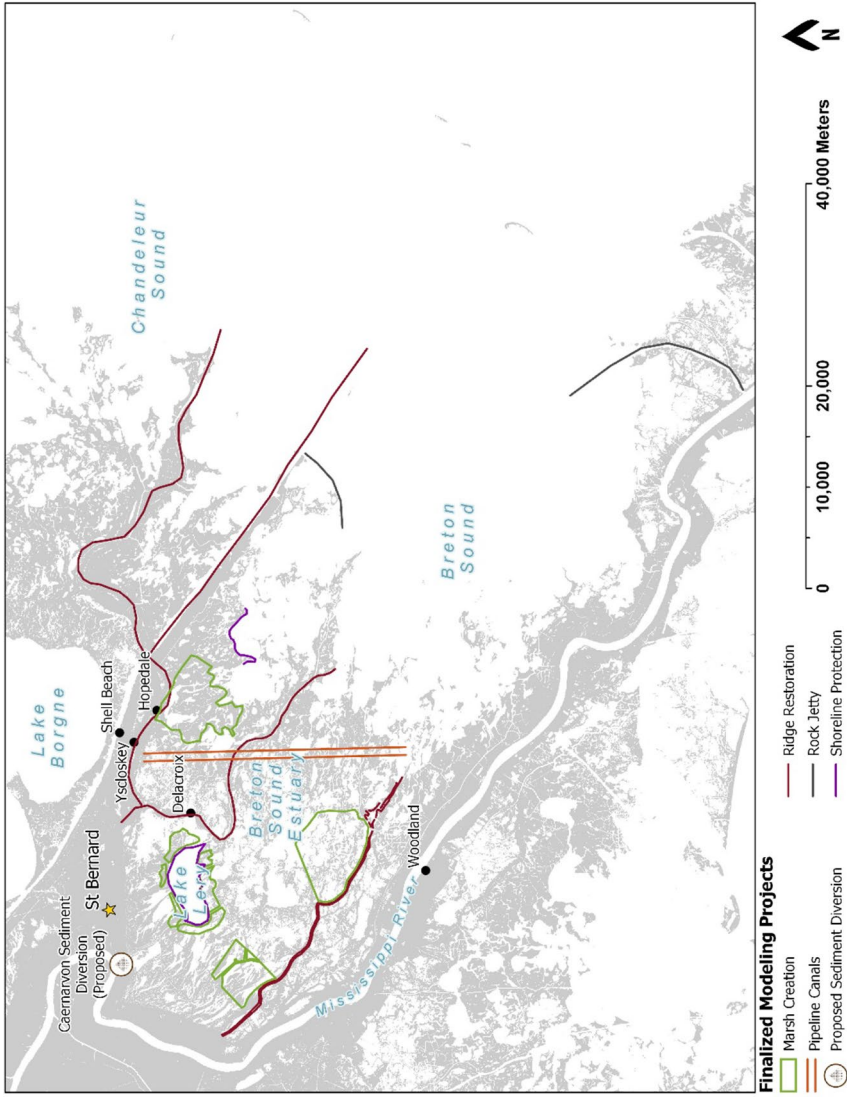 Lake
Borgne
Chandeleur
Sound
Shell Beach
Yscloskey
Hopedale
Caernarvon Sediment
Diversion
(Proposed)
St Bernard
Delacroix
Lake
Lery
Breton
Sound
Estuary
Breton
Sound
Woodland
Mississippi River
Finalized Modeling Projects
Marsh Creation
Pipeline Canals
Proposed Sediment Diversion
Ridge Restoration
Rock Jetty
Shoreline Protection
0
10,000
20,000
40,000 Meters
N